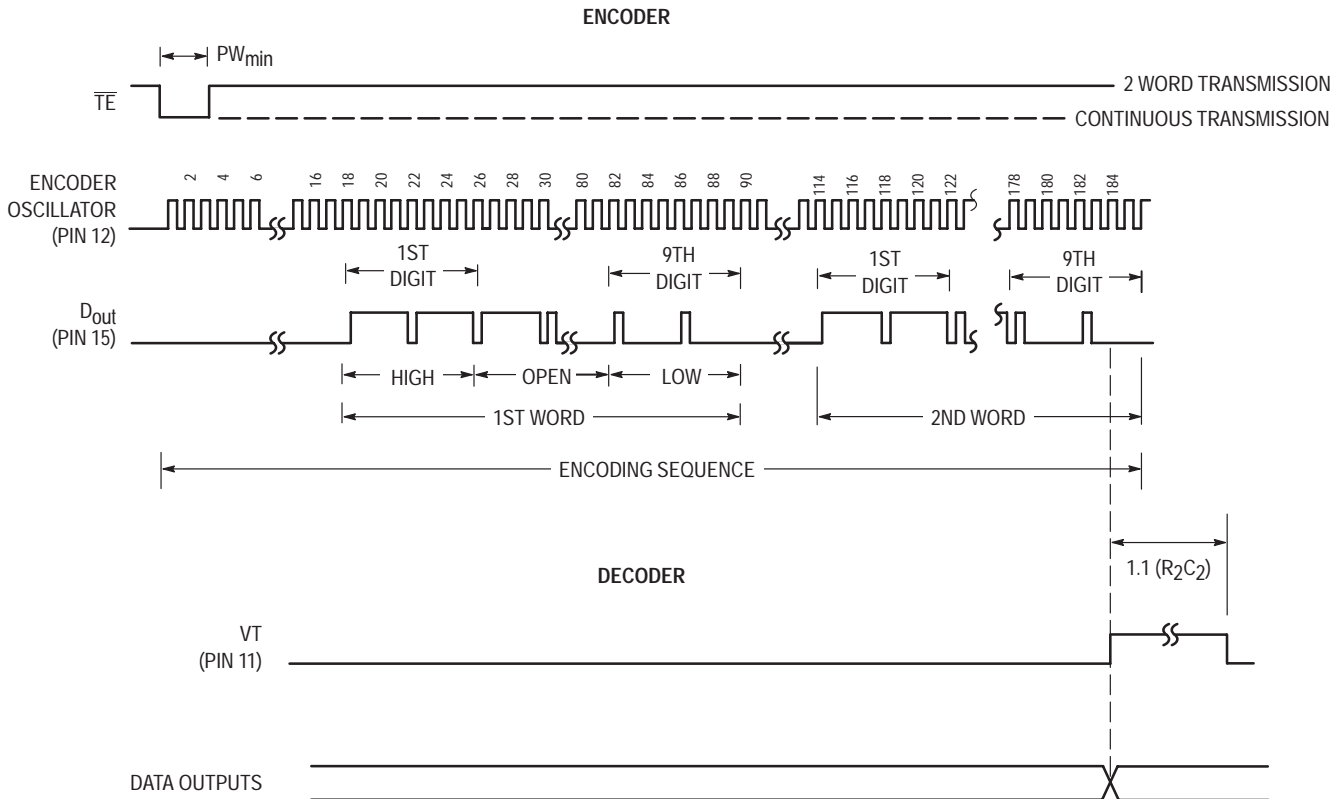 ENCODER
PWmin
TE
2 WORD TRANSMISSION
CONTINUOUS TRANSMISSION
ENCODER
OSCILLATOR
(PIN 12)
2 4 6 16 18 20 22 24 26 28 30 80 82 84 86 88 90 114 116 118 120 122 178 180 182 184
1ST
DIGIT
9TH
DIGIT
1ST
DIGIT
9TH
DIGIT
Dout
(PIN 15)
HIGH OPEN LOW
1ST WORD
2ND WORD
ENCODING SEQUENCE
1.1 (R2C2)
DECODER
VT
(PIN 11)
DATA OUTPUTS